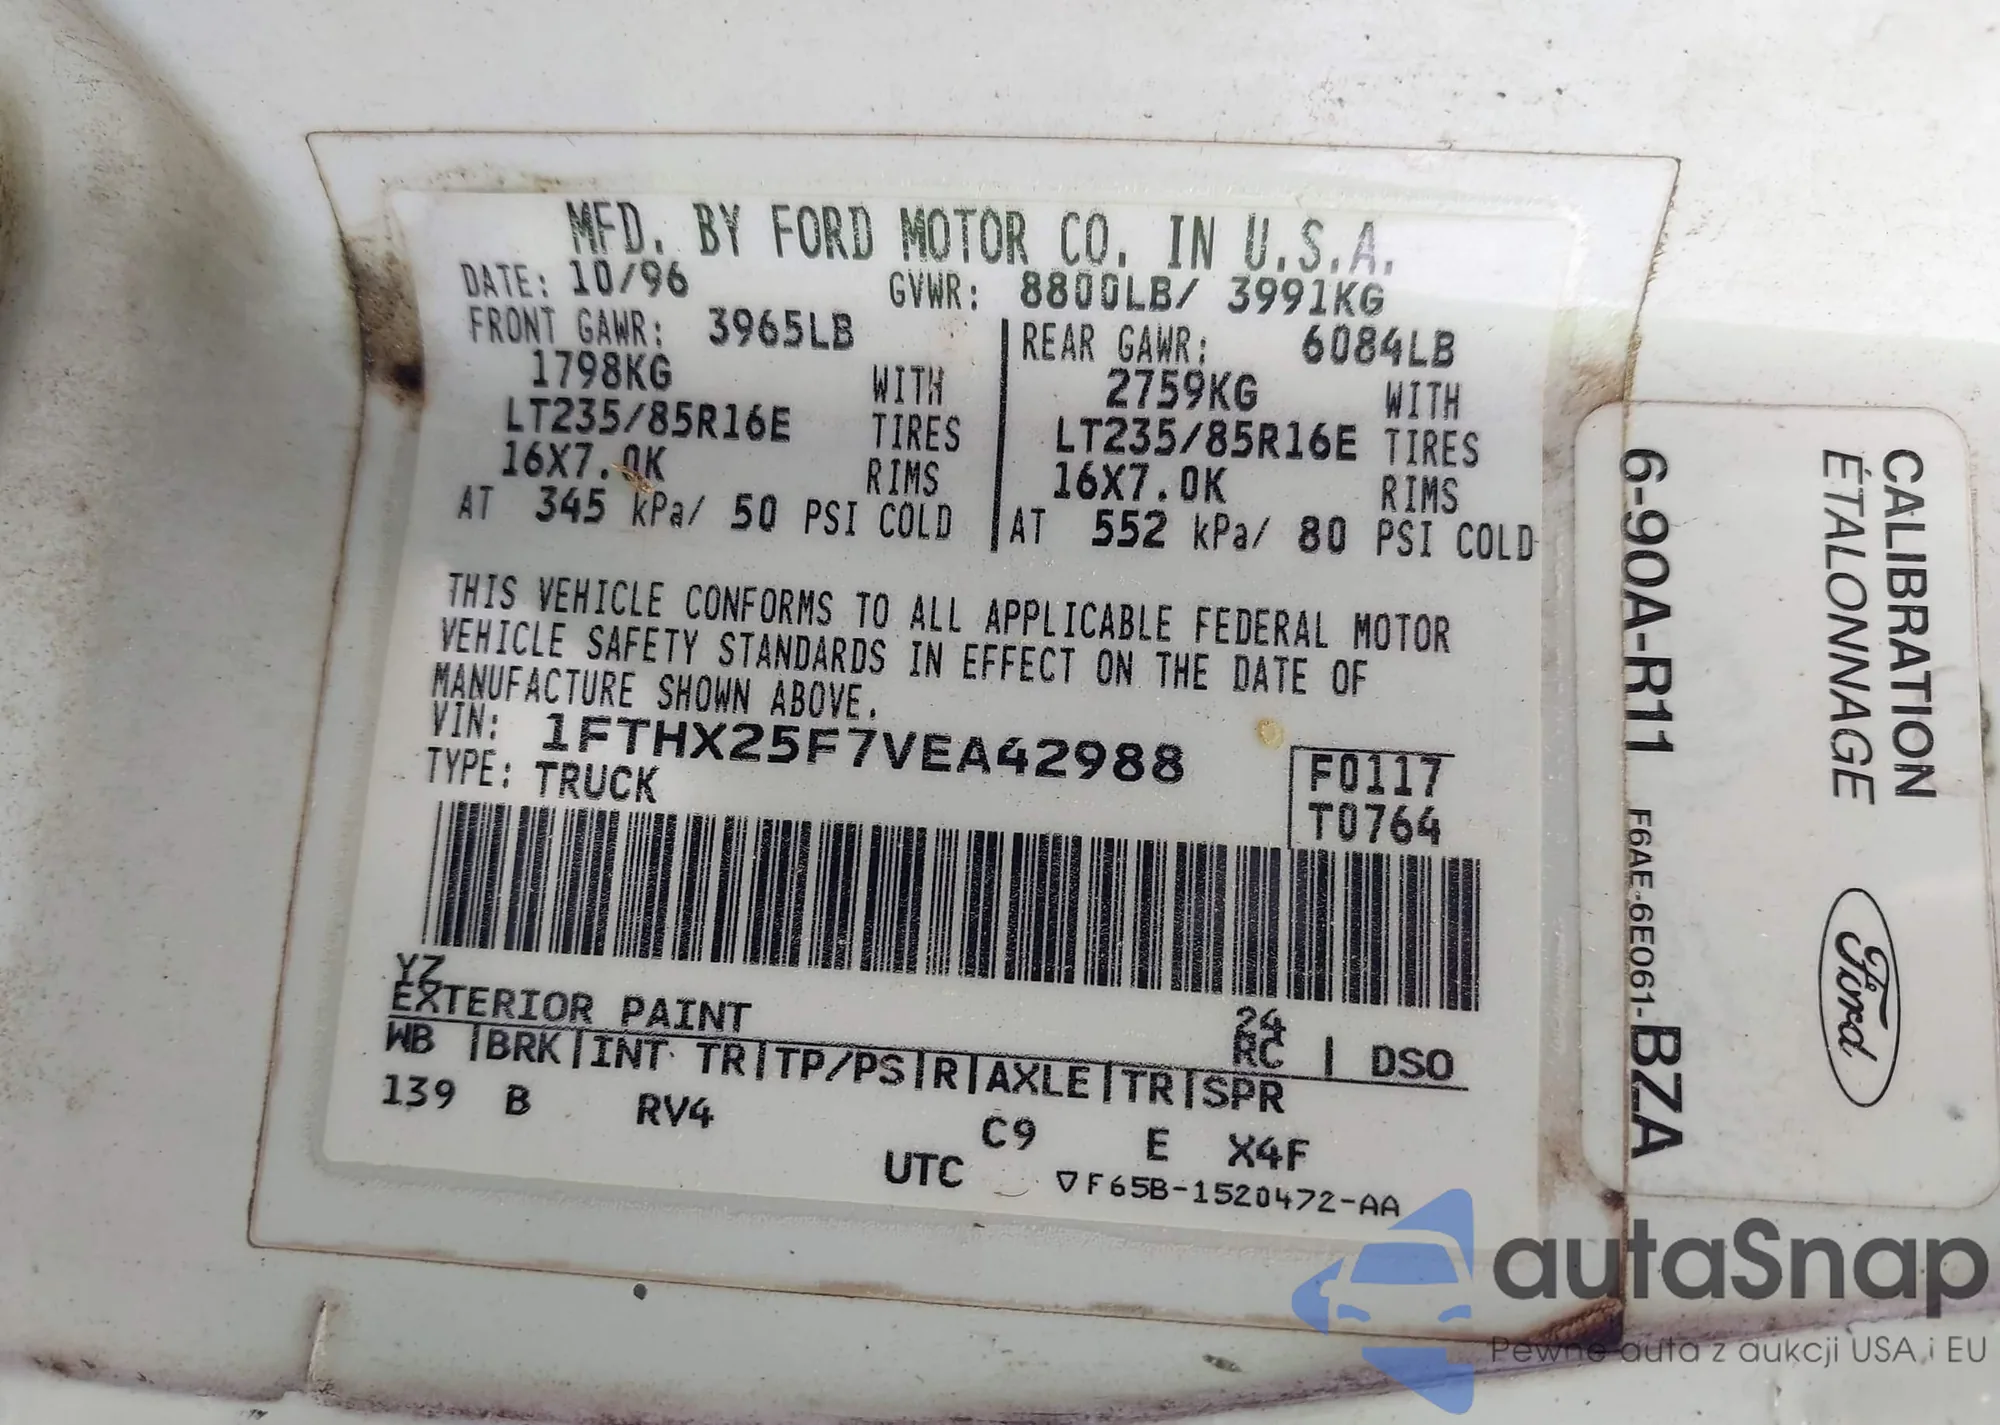 MFD. BY FORD MOTOR CO. IN U.S.A.
DATE: 10/96 GVWR: 8800LB/ 3991KG
FRONT GAWR: 3965LB
1798KG WITH
LT235/85R16E TIRES
16X7.0K RIMS
AT 345 kPa/ 50 PSI COLD
REAR GAWR: 6084LB
2759KG WITH
LT235/85R16E TIRES
16X7.0K RIMS
AT 552 kPa/ 80 PSI COLD
THIS VEHICLE CONFORMS TO ALL APPLICABLE FEDERAL MOTOR
VEHICLE SAFETY STANDARDS IN EFFECT ON THE DATE OF
MANUFACTURE SHOWN ABOVE.
VIN: 1FTHX25F7VEA42988
TYPE: TRUCK
F0117
T0764
YZ
EXTERIOR PAINT
24
RC | DSO
WB |BRK|INT TR|TP/PS|R|AXLE|TR|SPR
139 B RV4 C9 E X4F
UTC ▽F65B-1520472-AA
CALIBRATION
ÉTALONNAGE
Ford
6-90A-R11 F6AE-6E061-BZA
autaSnap
Pewne auta z aukcji USA i EU